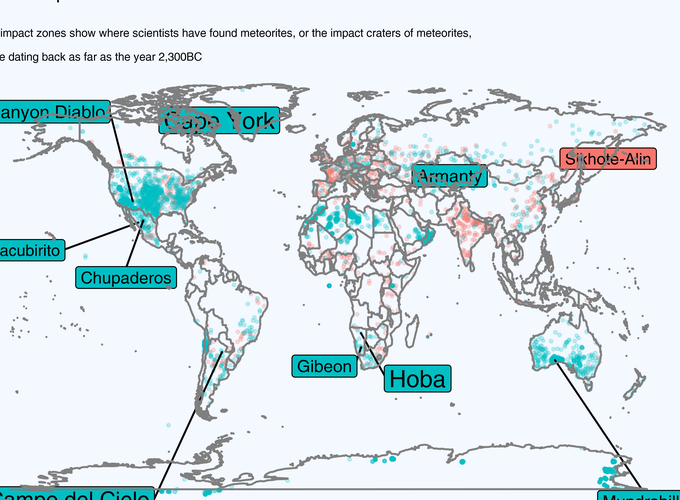 impact zones show where scientists have found meteorites, or the impact craters of meteorites,
e dating back as far as the year 2,300BC
anyon Diablo
Cape York
Sikhote-Alin
Armanty
acubirito
Chupaderos
Gibeon
Hoba
Campo del Cielo
Mundrabill